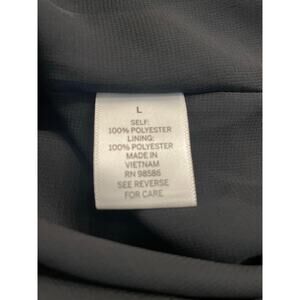 L
SELF:
100% POLYESTER
LINING:
100% POLYESTER
MADE IN
VIETNAM
RN 98586
SEE REVERSE
FOR CARE